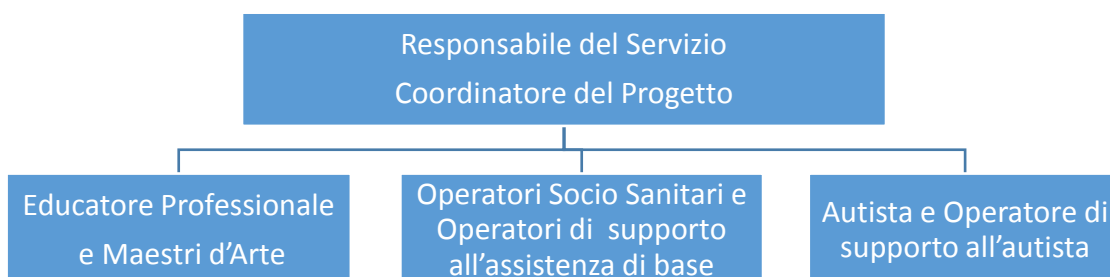 Responsabile del Servizio
Coordinatore del Progetto
Educatore Professionale
e Maestri d'Arte
Operatori Socio Sanitari e
Operatori di supporto
all'assistenza di base
Autista e Operatore di
supporto all'autista